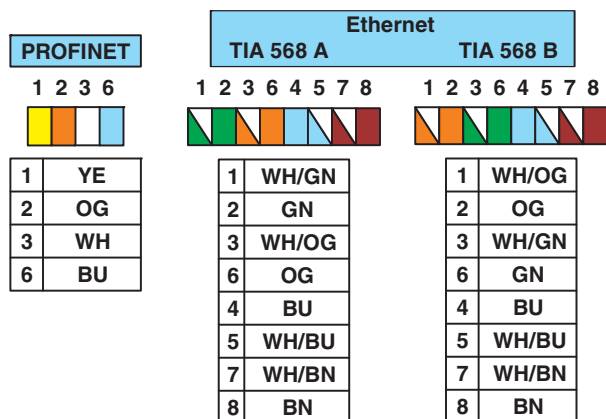 PROFINET
1 2 3 6
1 YE
2 OG
3 WH
6 BU
Ethernet
TIA 568 A TIA 568 B
1 2 3 6 4 5 7 8
1 WH/GN
2 GN
3 WH/OG
6 OG
4 BU
5 WH/BU
7 WH/BN
8 BN
1 2 3 6 4 5 7 8
1 WH/OG
2 OG
3 WH/GN
6 GN
4 BU
5 WH/BU
7 WH/BN
8 BN